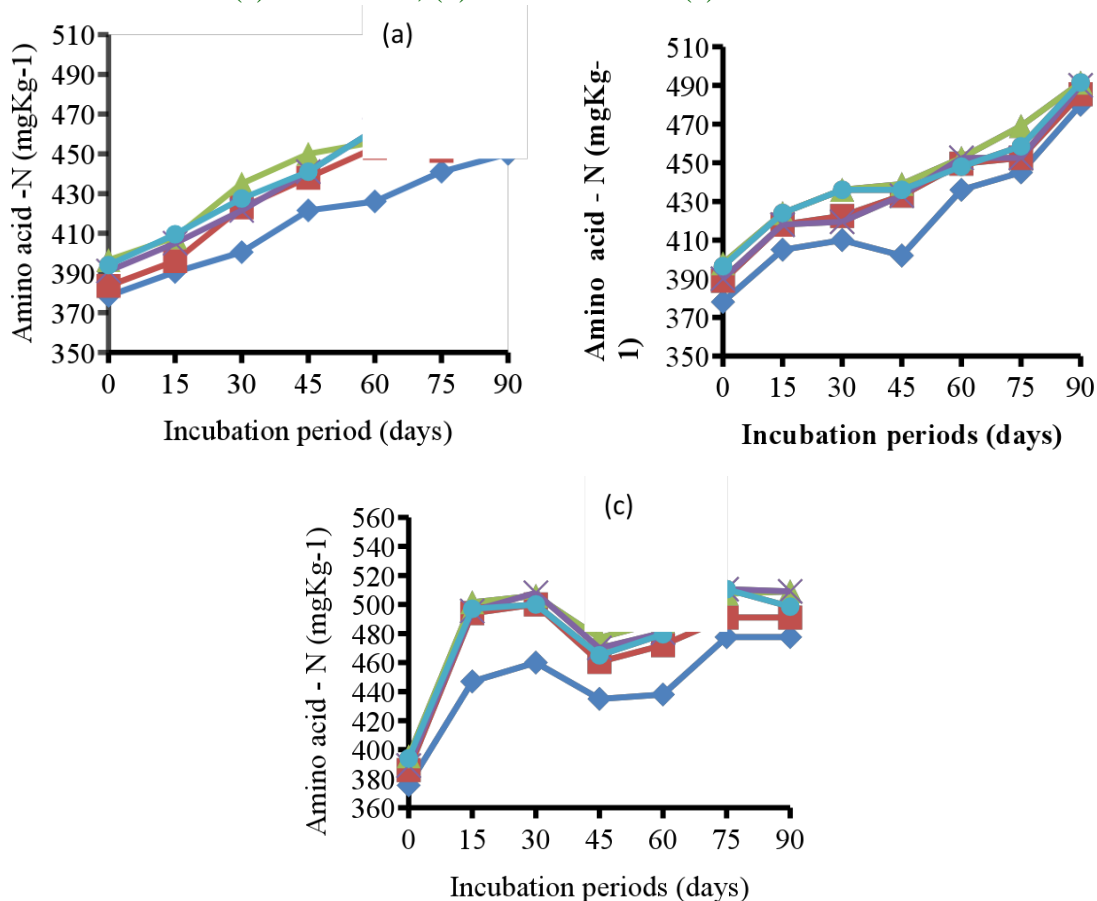 (a)
510
490
470
450
430
410
390
370
350
0 15 30 45 60 75 90
Amino acid -N (mgKg-1)
Incubation period (days)
510
490
470
450
430
410
390
370
350
0 15 30 45 60 75 90
Amino acid - N (mgKg-
1)
Incubation periods (days)
(c)
560
540
520
500
480
460
440
420
400
380
360
0 15 30 45 60 75 90
Amino acid - N (mgKg-1)
Incubation periods (days)